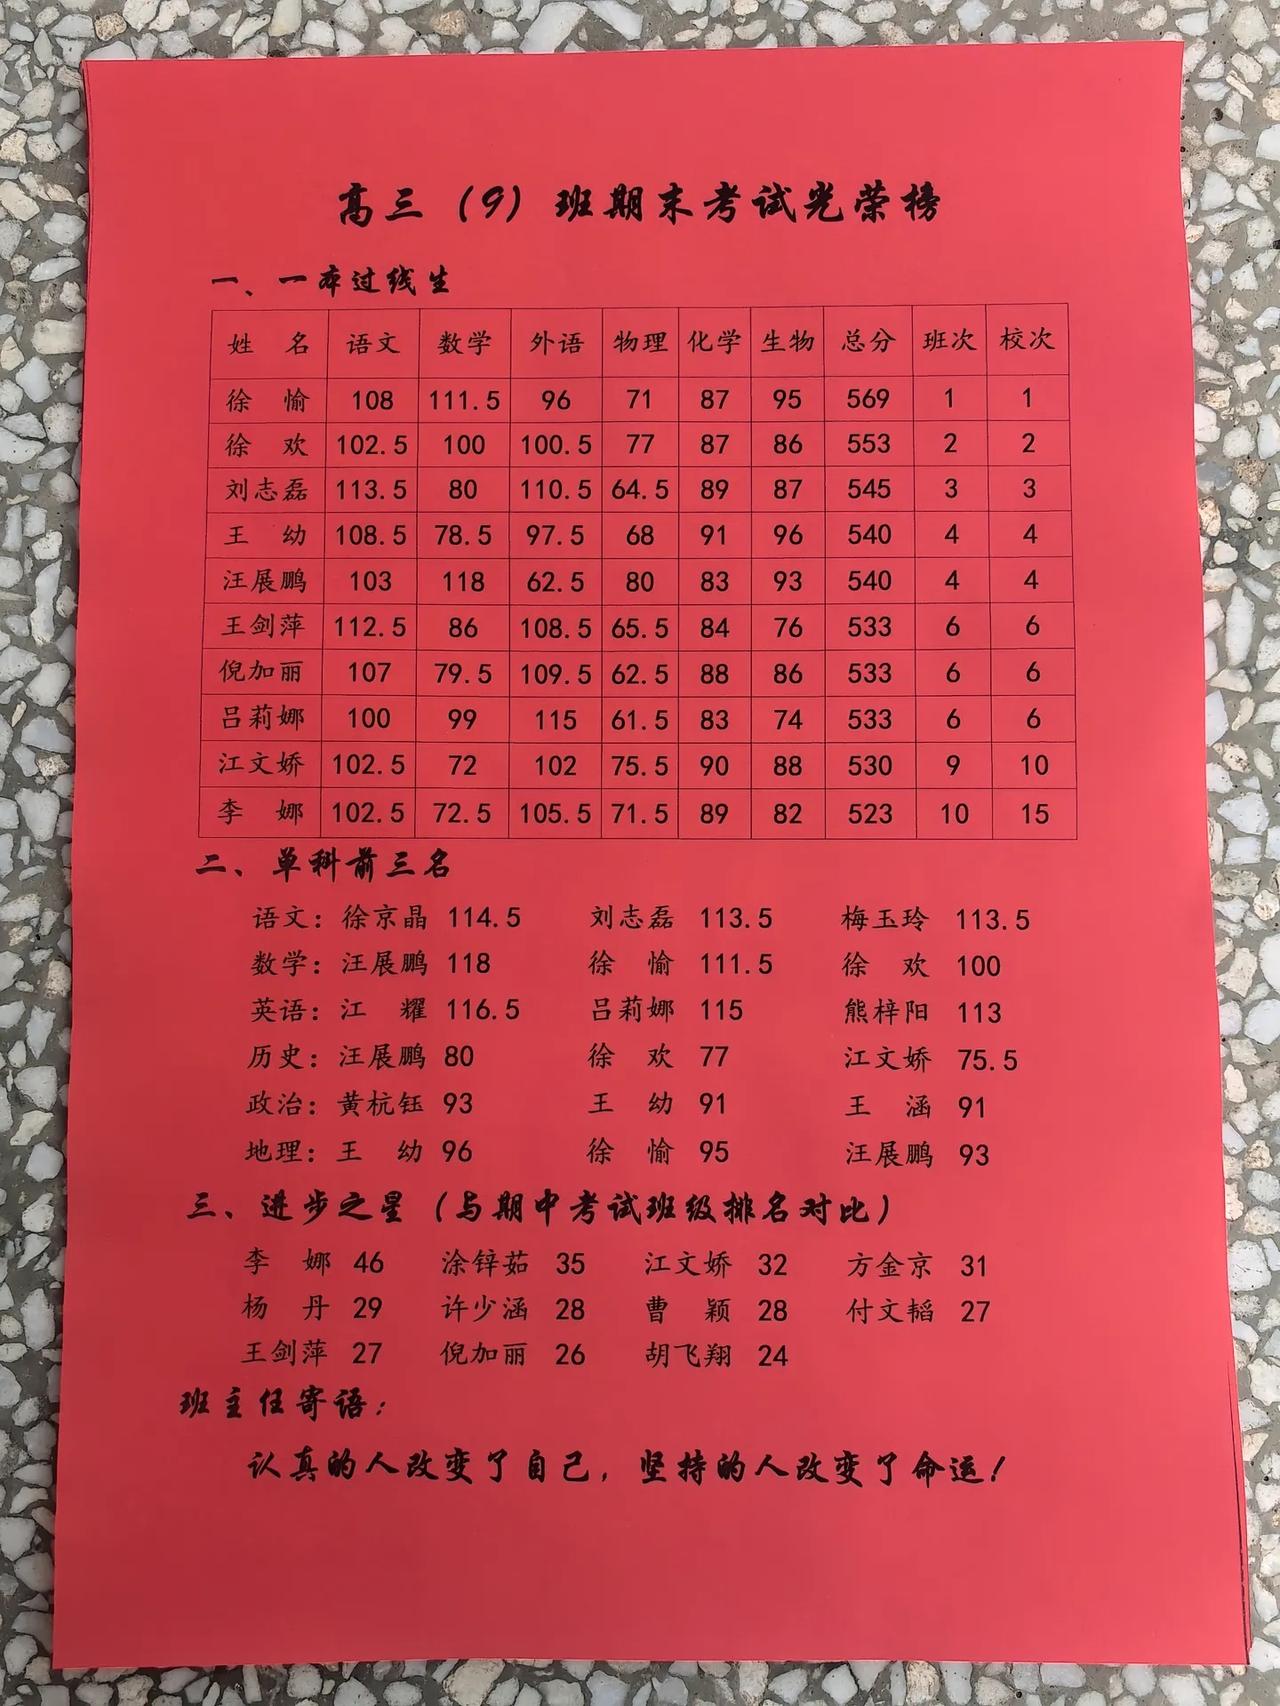 高三（9）班期末考试光荣榜
一、一本过线生
姓 名 语文 数学 外语 物理 化学 生物 总分 班次 校次
徐 愉 108 111.5 96 71 87 95 569 1 1
徐 欢 102.5 100 100.5 77 87 86 553 2 2
刘志磊 113.5 80 110.5 64.5 89 87 545 3 3
王 幼 108.5 78.5 97.5 68 91 96 540 4 4
汪展鹏 103 118 62.5 80 83 93 540 4 4
王剑萍 112.5 86 108.5 65.5 84 76 533 6 6
倪加丽 107 79.5 109.5 62.5 88 86 533 6 6
吕莉娜 100 99 115 61.5 83 74 533 6 6
江文娇 102.5 72 102 75.5 90 88 530 9 10
李 娜 102.5 72.5 105.5 71.5 89 82 523 10 15
二、单科前三名
语文：徐京晶 114.5 刘志磊 113.5 梅玉玲 113.5
数学：汪展鹏 118 徐 愉 111.5 徐 欢 100
英语：江 耀 116.5 吕莉娜 115 熊梓阳 113
历史：汪展鹏 80 徐 欢 77 江文娇 75.5
政治：黄杭钰 93 王 幼 91 王 涵 91
地理：王 幼 96 徐 愉 95 汪展鹏 93
三、进步之星（与期中考试班级排名对比）
李 娜 46 涂锌茹 35 江文娇 32 方金京 31
杨 丹 29 许少涵 28 曹 颖 28 付文韬 27
王剑萍 27 倪加丽 26 胡飞翔 24
班主任寄语：
认真的人改变了自己，坚持的人改变了命运！